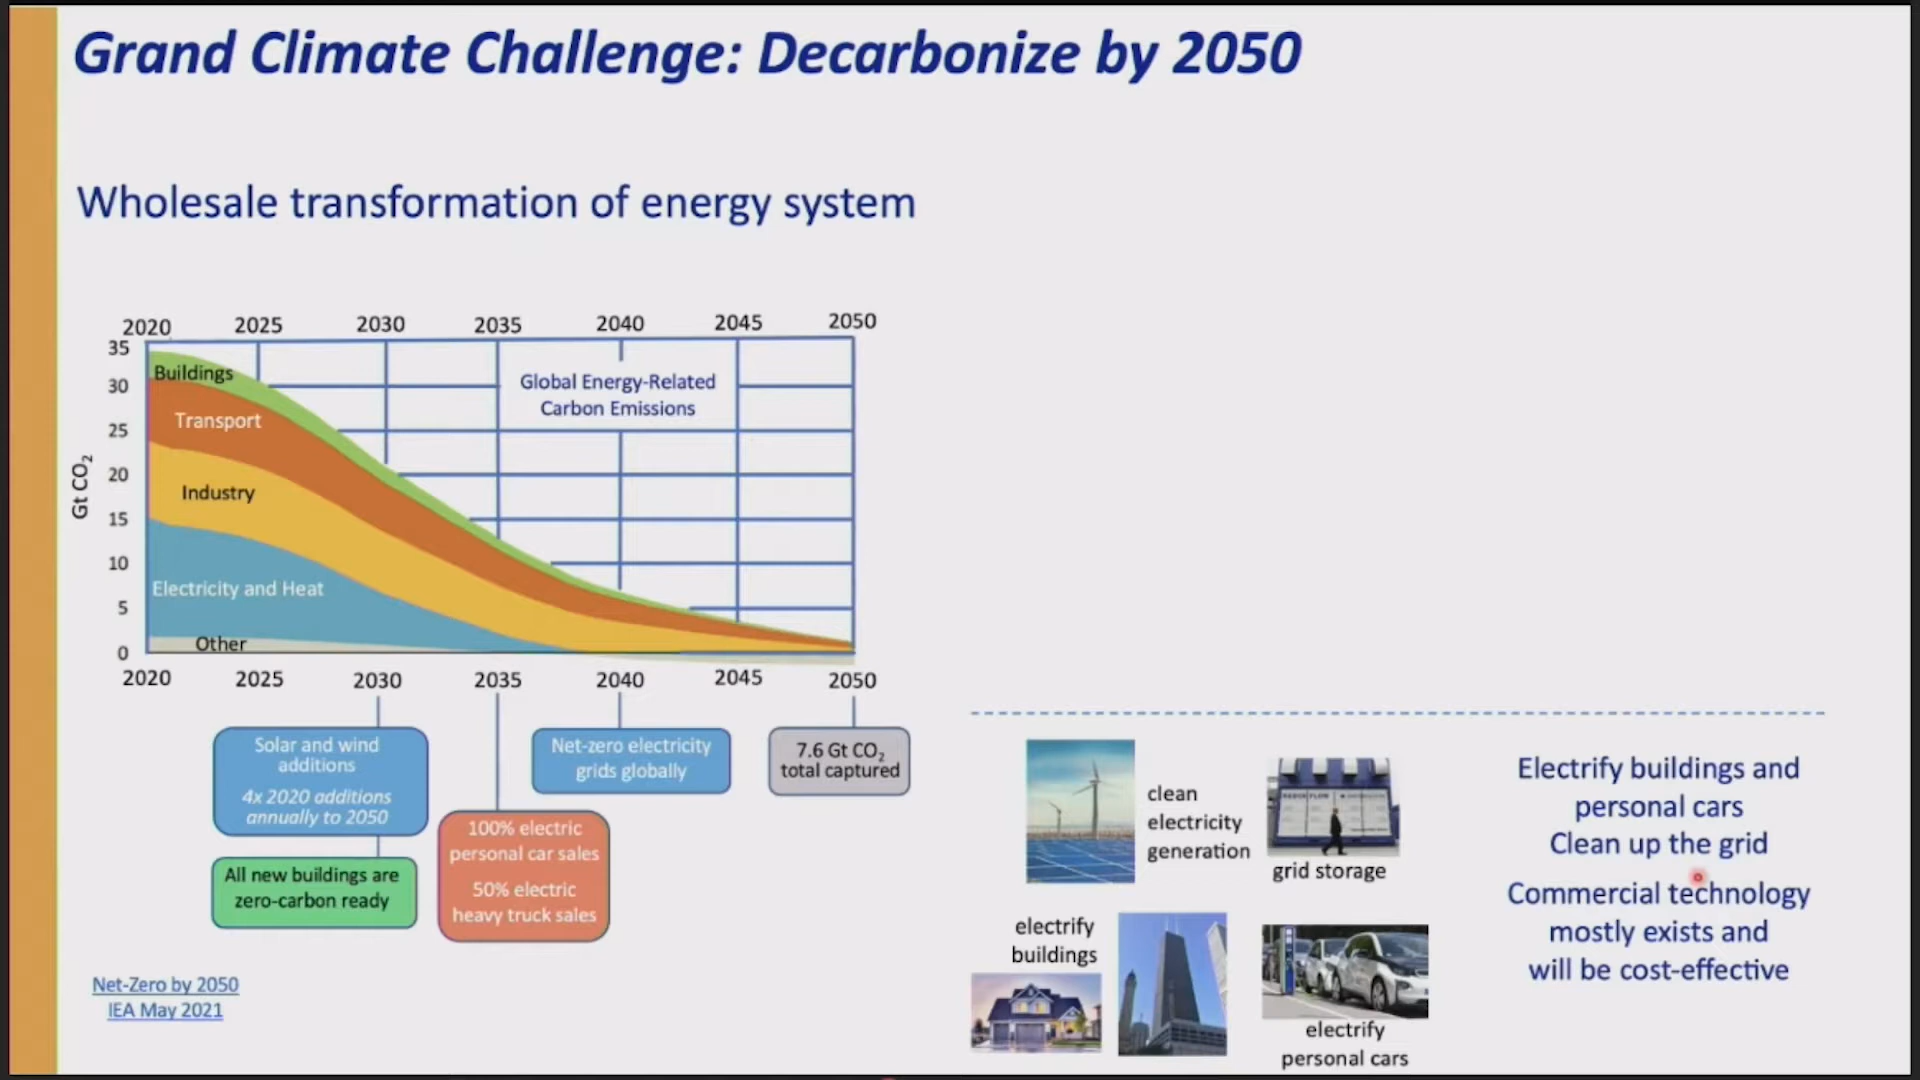 Grand Climate Challenge: Decarbonize by 2050
Wholesale transformation of energy system
2020 2025 2030 2035 2040 2045 2050
35
30
25
20
15
10
5
0
Gt CO₂
Buildings
Transport
Industry
Electricity and Heat
Other
Global Energy-Related
Carbon Emissions
2020 2025 2030 2035 2040 2045 2050
Solar and wind
additions
4x 2020 additions
annually to 2050
All new buildings are
zero-carbon ready
100% electric
personal car sales
50% electric
heavy truck sales
Net-zero electricity
grids globally
7.6 Gt CO₂
total captured
Net-Zero by 2050
IEA May 2021
clean
electricity
generation
grid storage
electrify
buildings
electrify
personal cars
Electrify buildings and
personal cars
Clean up the grid
Commercial technology
mostly exists and
will be cost-effective